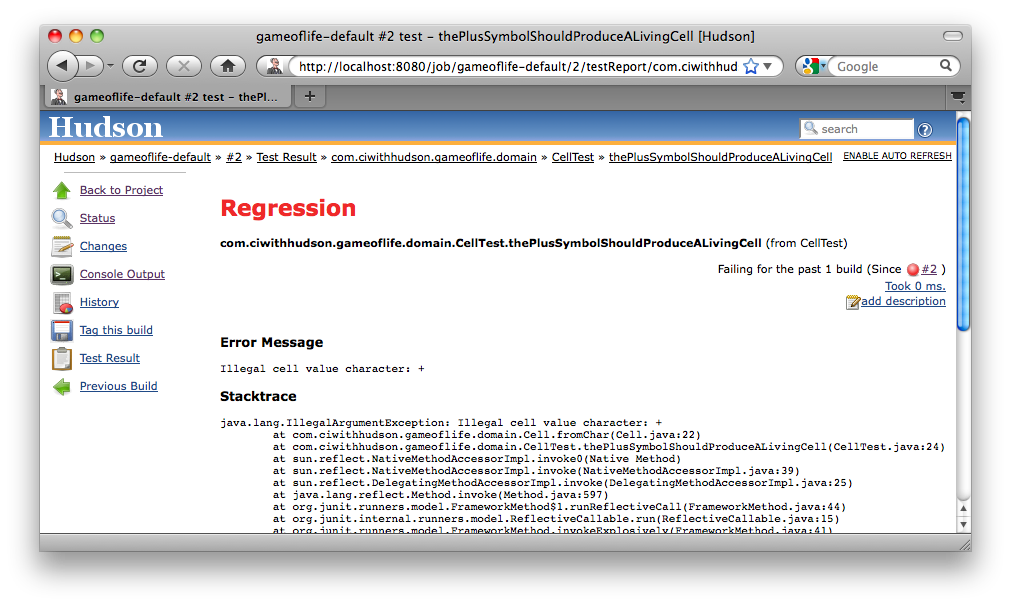 gameoflife-default #2 test - thePlusSymbolShouldProduceALivingCell [Hudson]
http://localhost:8080/job/gameoflife-default/2/testReport/com.ciwithhud
Google
gameoflife-default #2 test - thePl...
+
Hudson
search
?
Hudson » gameoflife-default » #2 » Test Result » com.ciwithhudson.gameoflife.domain » CellTest » thePlusSymbolShouldProduceALivingCell
ENABLE AUTO REFRESH
Back to Project
Status
Changes
Console Output
History
Tag this build
Test Result
Previous Build
Regression
com.ciwithhudson.gameoflife.domain.CellTest.thePlusSymbolShouldProduceALivingCell (from CellTest)
Failing for the past 1 build (Since #2 )
Took 0 ms.
add description
Error Message
Illegal cell value character: +
Stacktrace
java.lang.IllegalArgumentException: Illegal cell value character: +
at com.ciwithhudson.gameoflife.domain.Cell.fromChar(Cell.java:22)
at com.ciwithhudson.gameoflife.domain.CellTest.thePlusSymbolShouldProduceALivingCell(CellTest.java:24)
at sun.reflect.NativeMethodAccessorImpl.invoke0(Native Method)
at sun.reflect.NativeMethodAccessorImpl.invoke(NativeMethodAccessorImpl.java:39)
at sun.reflect.DelegatingMethodAccessorImpl.invoke(DelegatingMethodAccessorImpl.java:25)
at java.lang.reflect.Method.invoke(Method.java:597)
at org.junit.runners.model.FrameworkMethod$1.runReflectiveCall(FrameworkMethod.java:44)
at org.junit.internal.runners.model.ReflectiveCallable.run(ReflectiveCallable.java:15)
at org.junit.runners.model.FrameworkMethod.invokeExplosively(FrameworkMethod.java:41)